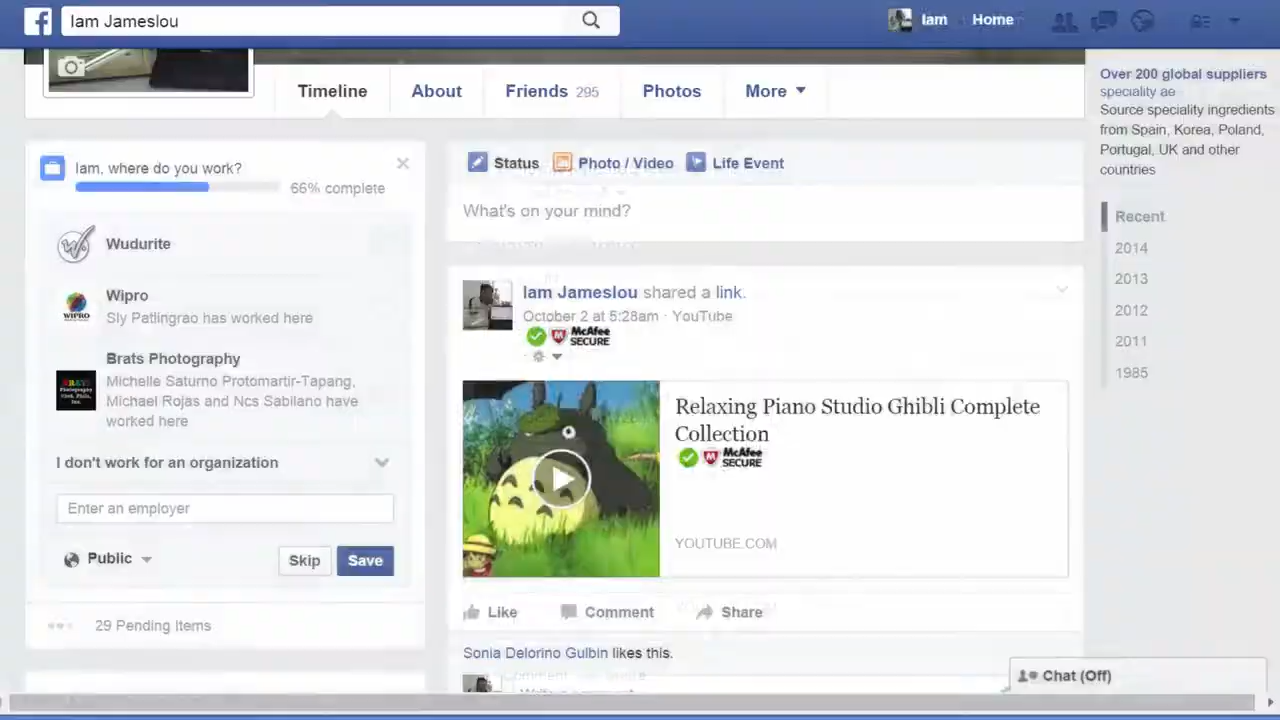 Iam Jameslou
Iam
Home
Timeline
About
Friends 295
Photos
More
Over 200 global suppliers
speciality ae
Source speciality ingredients
from Spain, Korea, Poland,
Portugal, UK and other
countries
Recent
2014
2013
2012
2011
1985
Iam, where do you work?
66% complete
Wudurite
Wipro
Sly Patlingrao has worked here
WIPRO
Brats Photography
Michelle Saturno Protomartir-Tapang,
Michael Rojas and Ncs Sabilano have
worked here
I don't work for an organization
Enter an employer
Public
Skip
Save
29 Pending Items
Status
Photo / Video
Life Event
What's on your mind?
Iam Jameslou shared a link.
October 2 at 5:28am · YouTube
McAfee
SECURE
Relaxing Piano Studio Ghibli Complete
Collection
McAfee
SECURE
YOUTUBE.COM
Like
Comment
Share
Sonia Delorino Gulbin likes this.
Chat (Off)